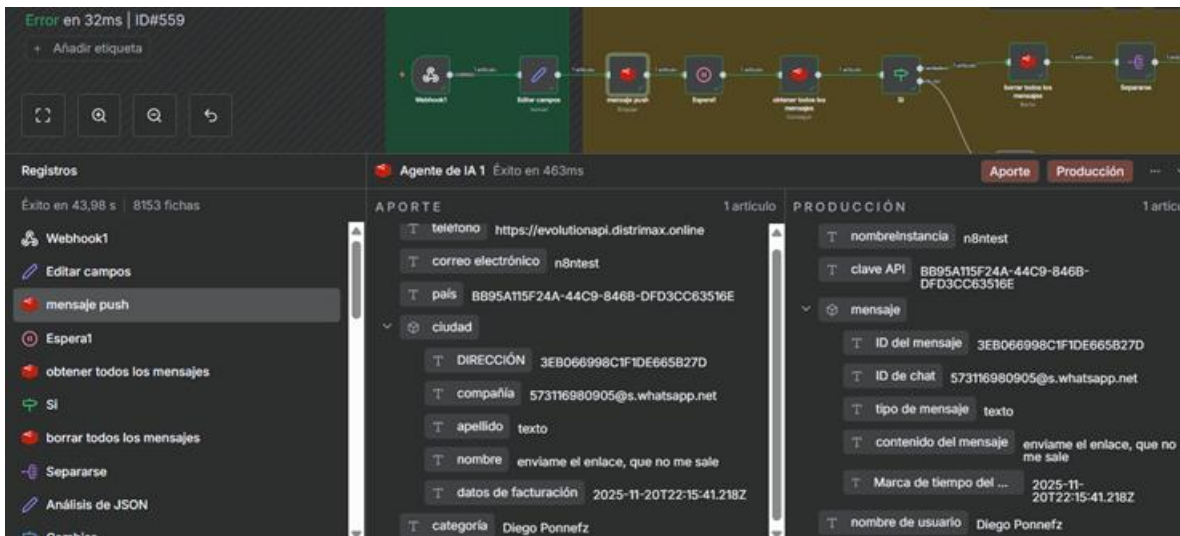 Error en 32ms | ID#559
+ Añadir etiqueta
Webhook1
Editar campos
mensaje push
Espera1
obtener todos los mensajes
Si
borrar todos los mensajes
Separarse
Registros
Éxito en 43,98 s | 8153 fichas
Webhook1
Editar campos
mensaje push
Espera1
obtener todos los mensajes
Si
borrar todos los mensajes
Separarse
Análisis de JSON
Agente de IA 1 Éxito en 463ms
Aporte
Producción
APORTE
1 artículo
T teléfono https://evolutionapi.distrimax.online
T correo electrónico n8ntest
T país BB95A115F24A-44C9-846B-DFD3CC63516E
ciudad
T DIRECCIÓN 3EB066998C1F1DE665B27D
T compañía 573116980905@s.whatsapp.net
T apellido texto
T nombre enviame el enlace, que no me sale
T datos de facturación 2025-11-20T22:15:41.218Z
T categoría Diego Ponnefz
PRODUCCIÓN
1 artícu
T nombreInstancia n8ntest
T clave API BB95A115F24A-44C9-846B-
DFD3CC63516E
mensaje
T ID del mensaje 3EB066998C1F1DE665B27D
T ID de chat 573116980905@s.whatsapp.net
T tipo de mensaje texto
T contenido del mensaje enviame el enlace, que no
me sale
T Marca de tiempo del ... 2025-11-
20T22:15:41.218Z
T nombre de usuario Diego Ponnefz